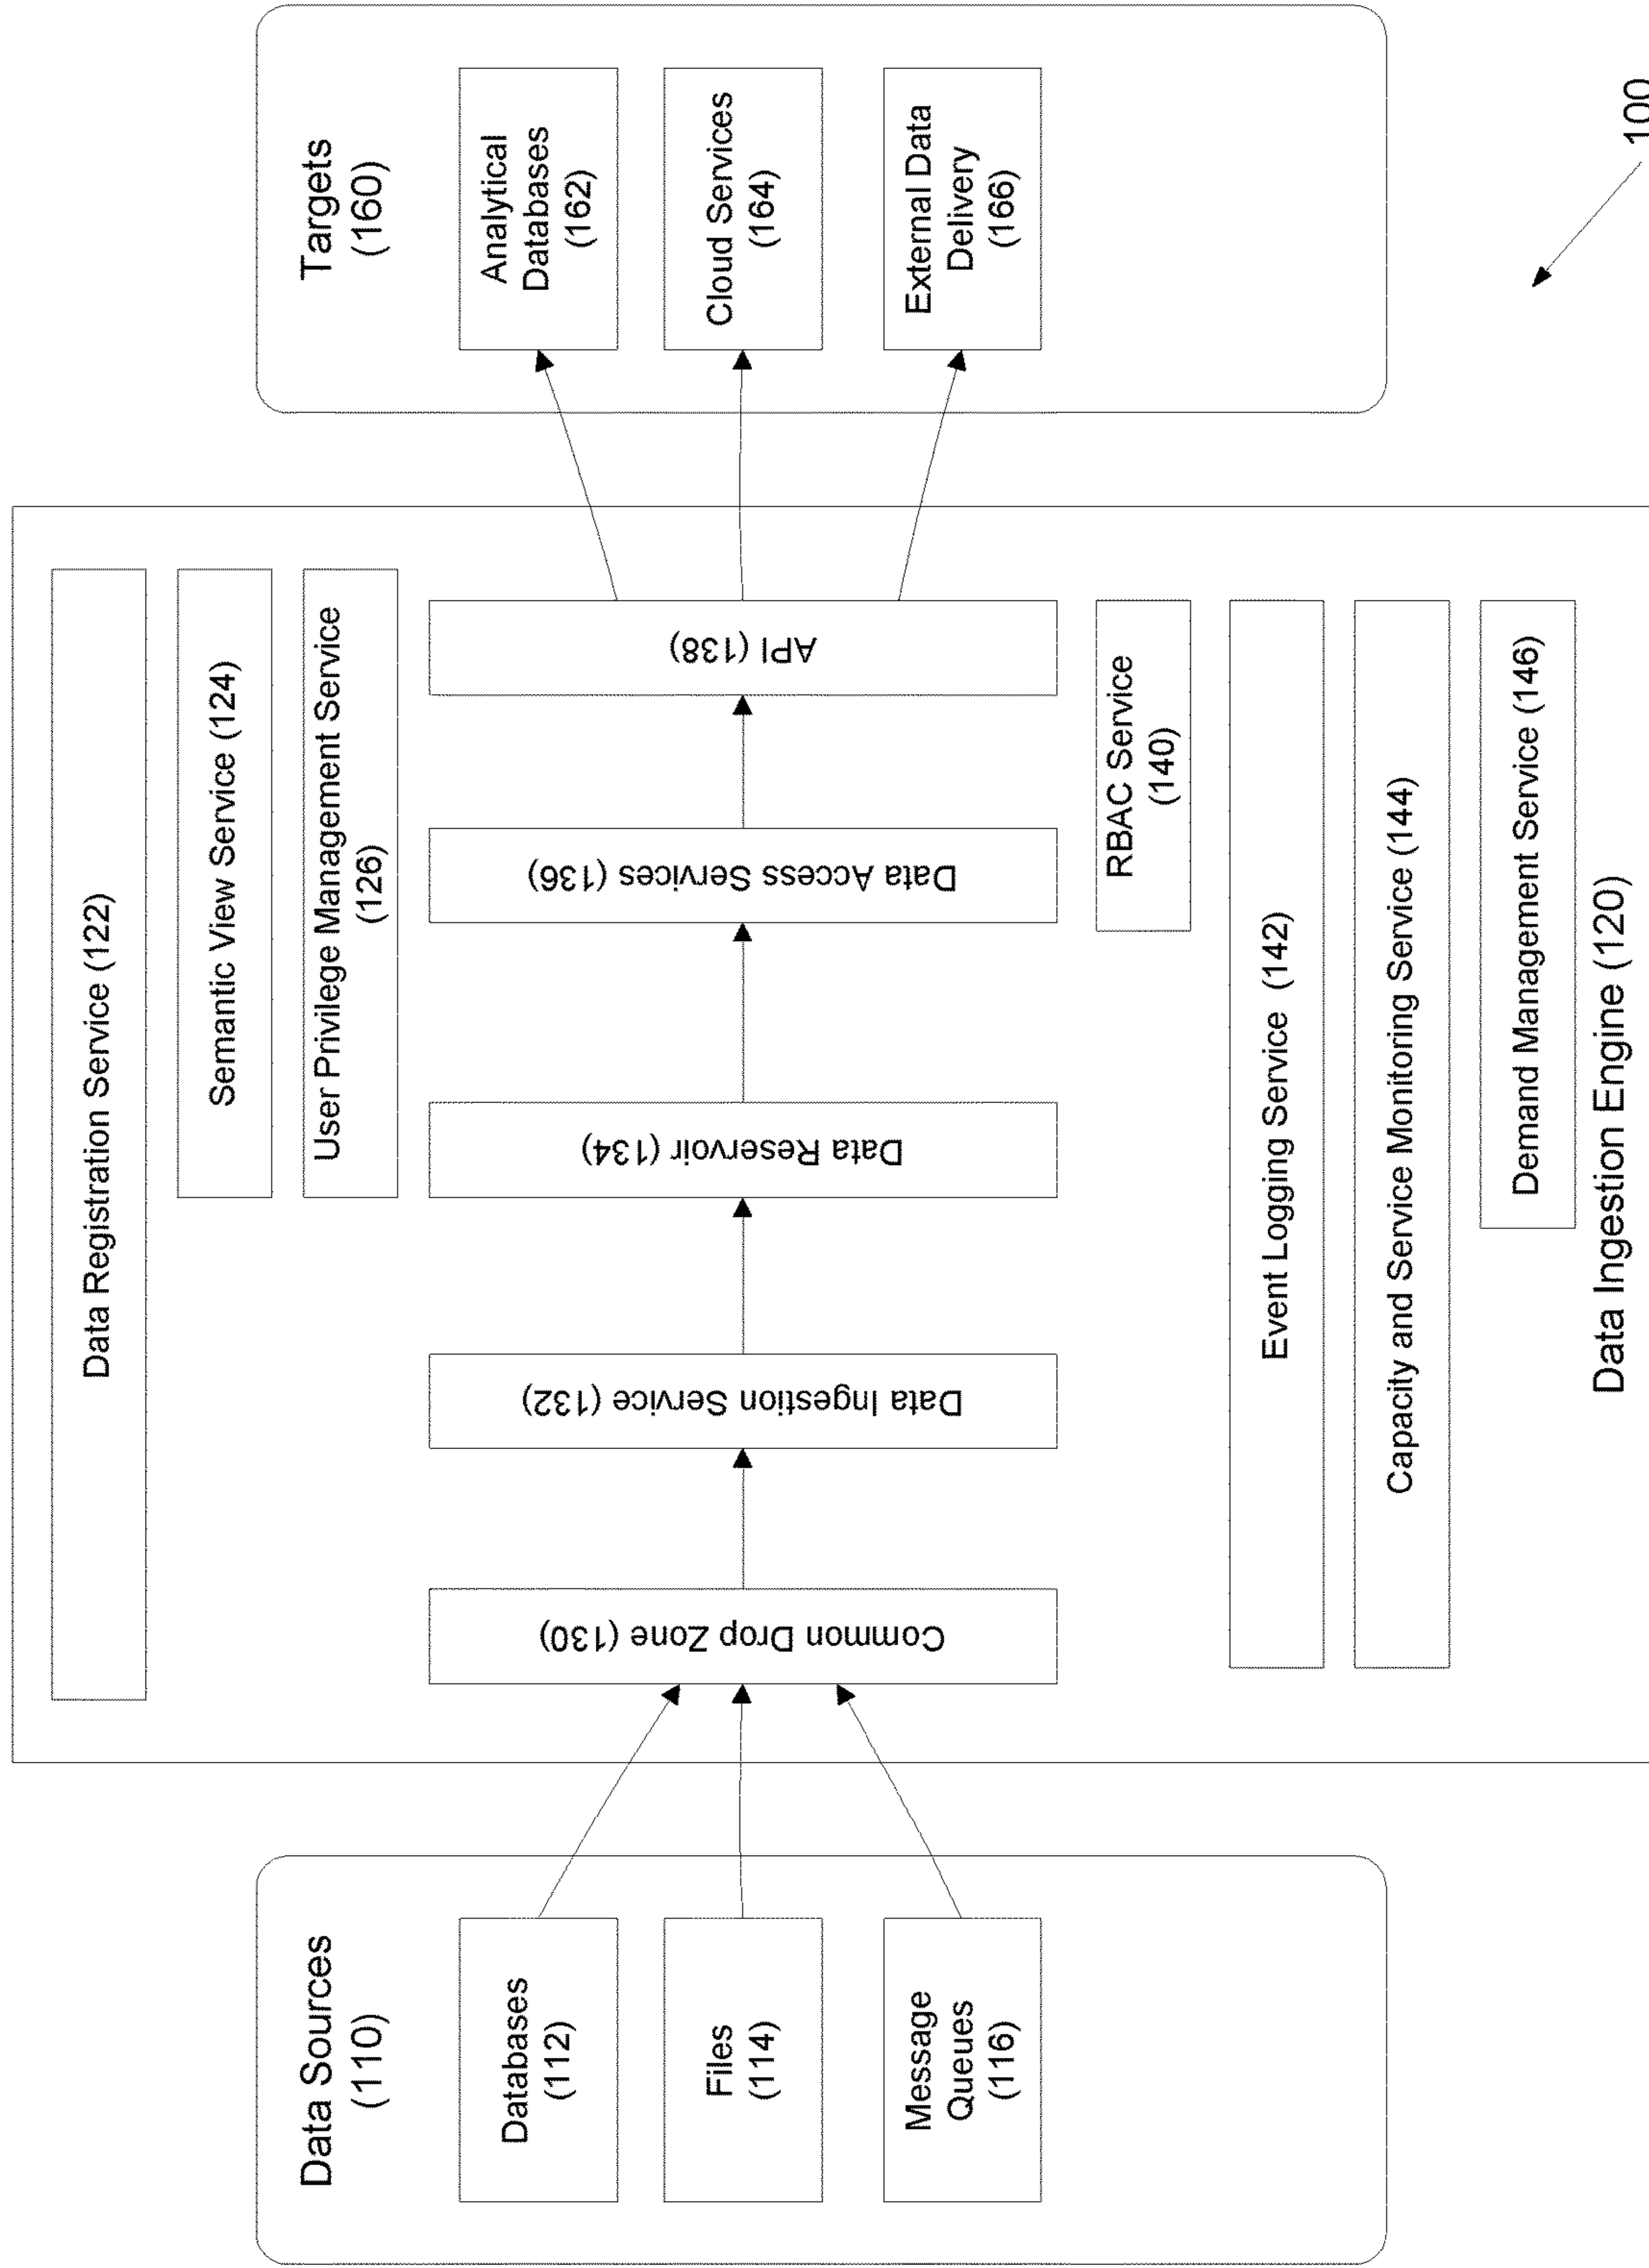 Data Sources
(110)
Databases
(112)
Files
(114)
Message
Queues
(116)
Data Registration Service (122)
Semantic View Service (124)
User Privilege Management Service
(126)
Common Drop Zone (130)
Data Ingestion Service (132)
Data Reservoir (134)
Data Access Services (136)
API (138)
RBAC Service
(140)
Event Logging Service (142)
Capacity and Service Monitoring Service (144)
Demand Management Service (146)
Data Ingestion Engine (120)
Targets
(160)
Analytical
Databases
(162)
Cloud Services
(164)
External Data
Delivery
(166)
100